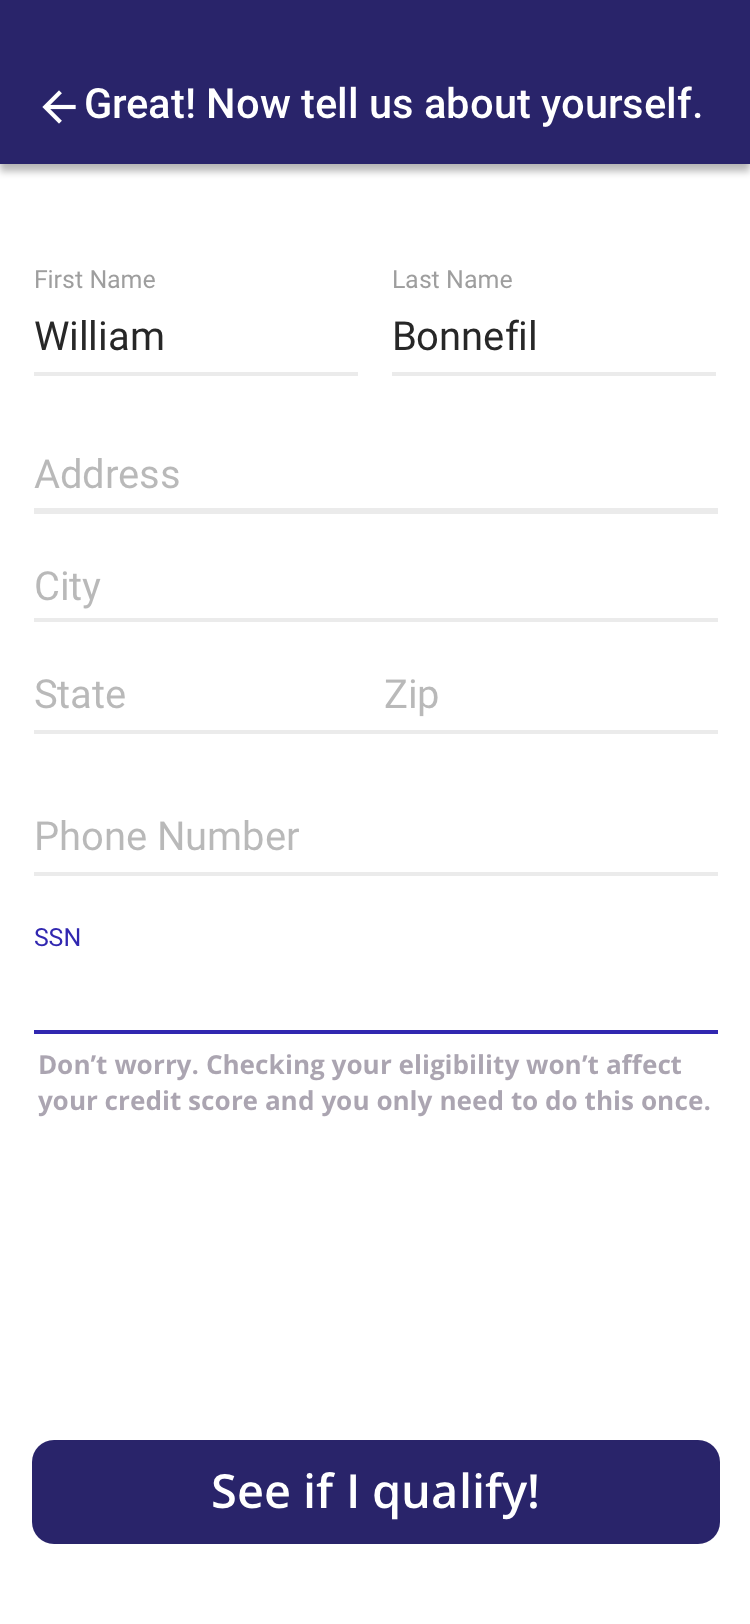 Great! Now tell us about yourself.
First Name
Last Name
William
Bonnefil
Address
City
State
Zip
Phone Number
SSN
Don’t worry. Checking your eligibility won’t affect
your credit score and you only need to do this once.
See if I qualify!